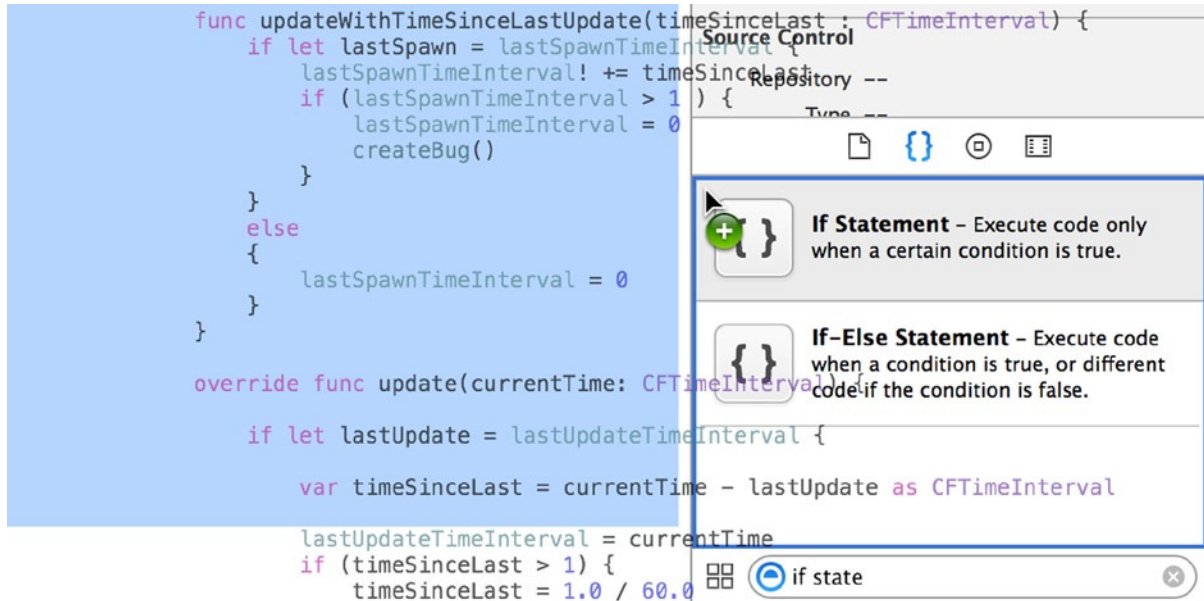 func updateWithTimeSinceLastUpdate(timeSinceLast : CFTimeInterval) {
if let lastSpawn = lastSpawnTimeInterval {
lastSpawnTimeInterval! += timeSinceLast
if (lastSpawnTimeInterval > 1 ) {
lastSpawnTimeInterval = 0
createBug()
}
}
else
{
lastSpawnTimeInterval = 0
}
}
override func update(currentTime: CFTimeInterval) {
if let lastUpdate = lastUpdateTimeInterval {
var timeSinceLast = currentTime - lastUpdate as CFTimeInterval
lastUpdateTimeInterval = currentTime
if (timeSinceLast > 1) {
timeSinceLast = 1.0 / 60.0
Source Control
Repository --
Type --
{}
{ }
If Statement – Execute code only
when a certain condition is true.
{ }
If-Else Statement – Execute code
when a condition is true, or different
code if the condition is false.
if state